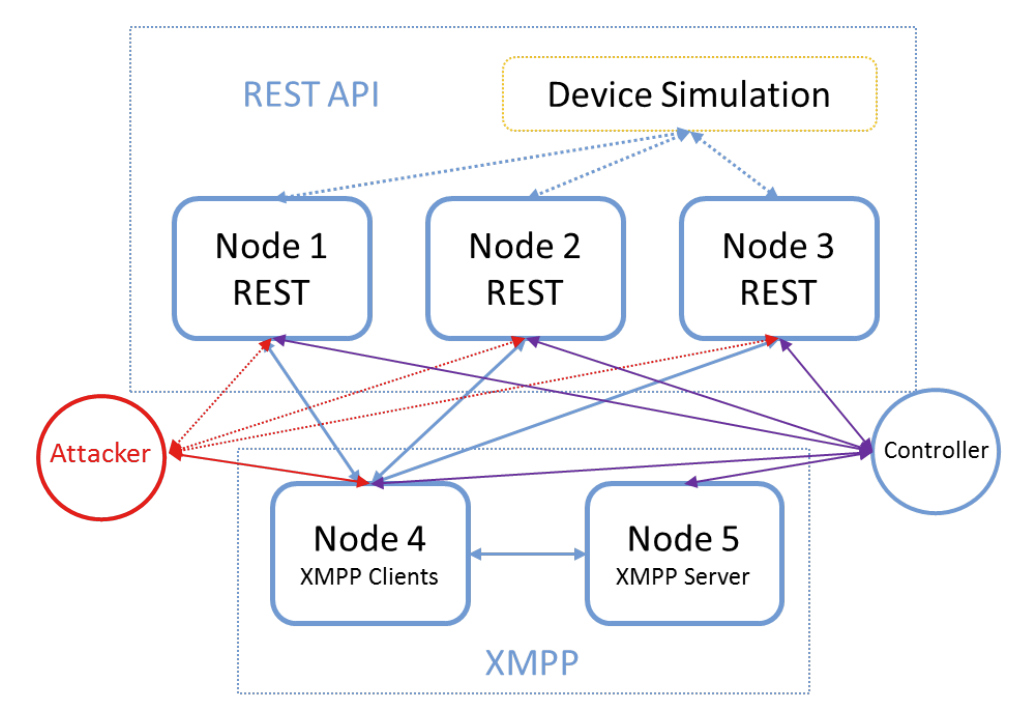 REST API
Device Simulation
Node 1
REST
Node 2
REST
Node 3
REST
Attacker
Controller
Node 4
XMPP Clients
Node 5
XMPP Server
XMPP